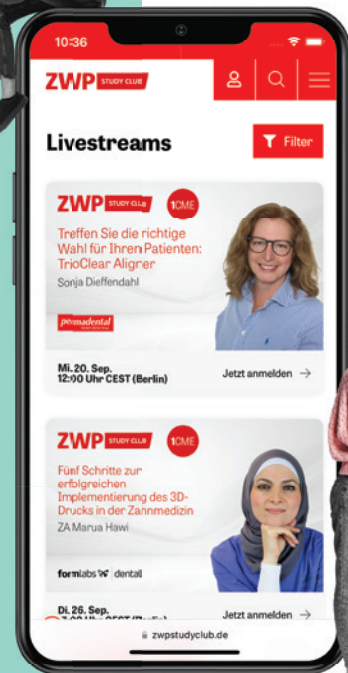 10:36
ZWP STUDY CLUB
Livestreams
Filter
ZWP STUDY CLUB 1CME
Treffen Sie die richtige
Wahl für Ihren Patienten:
TrioClear Aligner
Sonja Dieffendahl
permadental
Mi. 20. Sep.
12:00 Uhr CEST (Berlin)
Jetzt anmelden →
ZWP STUDY CLUB 1CME
Fünf Schritte zur
erfolgreichen
Implementierung des 3D-
Drucks in der Zahnmedizin
ZA Marua Hawi
formlabs dental
Di. 26. Sep.
Jetzt anmelden →
zwpstudyclub.de